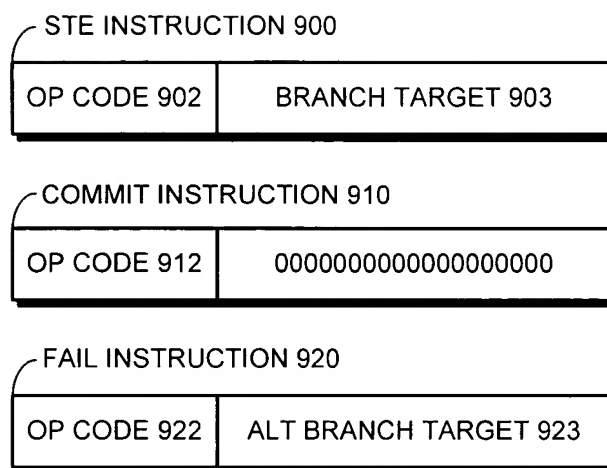 STE INSTRUCTION 900
OP CODE 902 BRANCH TARGET 903
COMMIT INSTRUCTION 910
OP CODE 912 0000000000000000000
FAIL INSTRUCTION 920
OP CODE 922 ALT BRANCH TARGET 923